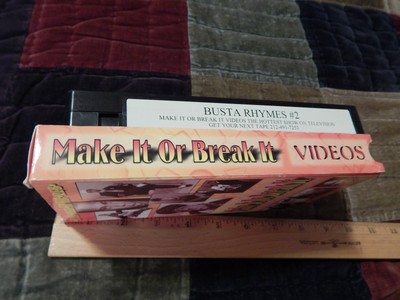 BUSTA RHYMES #2
MAKE IT OR BREAK IT VIDEOS THE HOTTEST SHOW ON TELEVISION
GET YOUR NEXT TAPE
Make It Or Break It VIDEOS